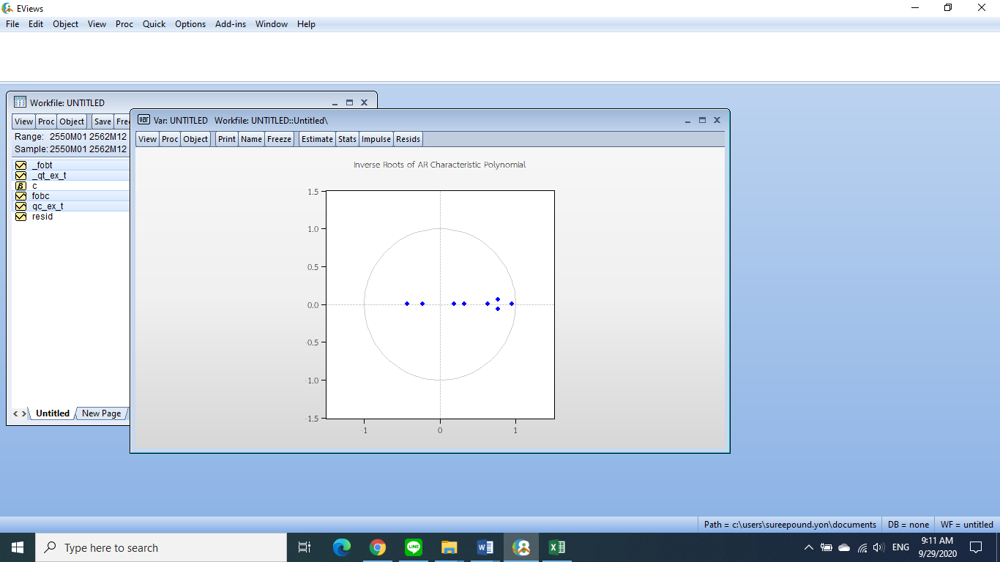 EViews
File Edit Object View Proc Quick Options Add-ins Window Help
Workfile: UNTITLED
View Proc Object Save Free
Range: 2550M01 2562M12
Sample: 2550M01 2562M12
_fobt
_qt_ex_t
β c
fobc
qc_ex_t
resid
Untitled New Page
var Var: UNTITLED Workfile: UNTITLED::Untitled\
View Proc Object Print Name Freeze Estimate Stats Impulse Resids
Inverse Roots of AR Characteristic Polynomial
1.5
1.0
0.5
0.0
-0.5
-1.0
-1.5
-1 0 1
Path = c:\users\sureepound.yon\documents DB = none WF = untitled
Type here to search
LINE
W
X
ENG
9:11 AM
9/29/2020